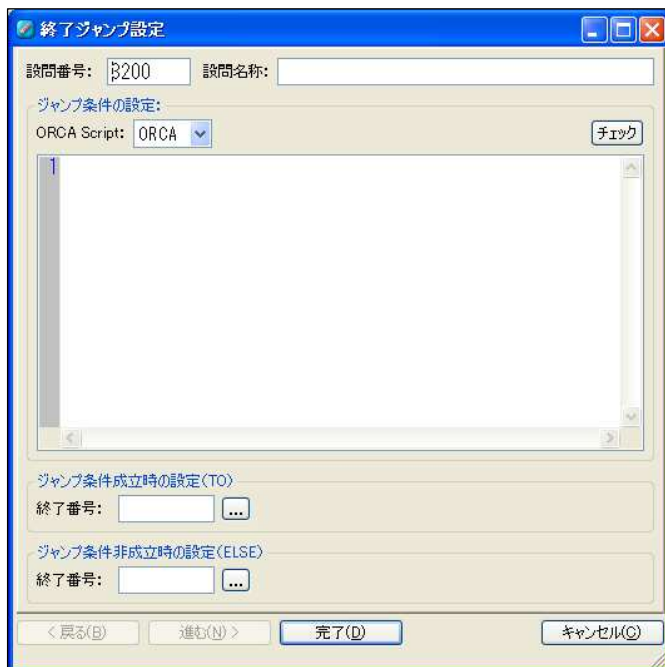 終了ジャンプ設定
設問番号: B200 設問名称:
ジャンプ条件の設定:
ORCA Script: ORCA チェック
1
ジャンプ条件成立時の設定(TO)
終了番号: ...
ジャンプ条件非成立時の設定(ELSE)
終了番号: ...
< 戻る(B) 進む(N) > 完了(D) キャンセル(C)